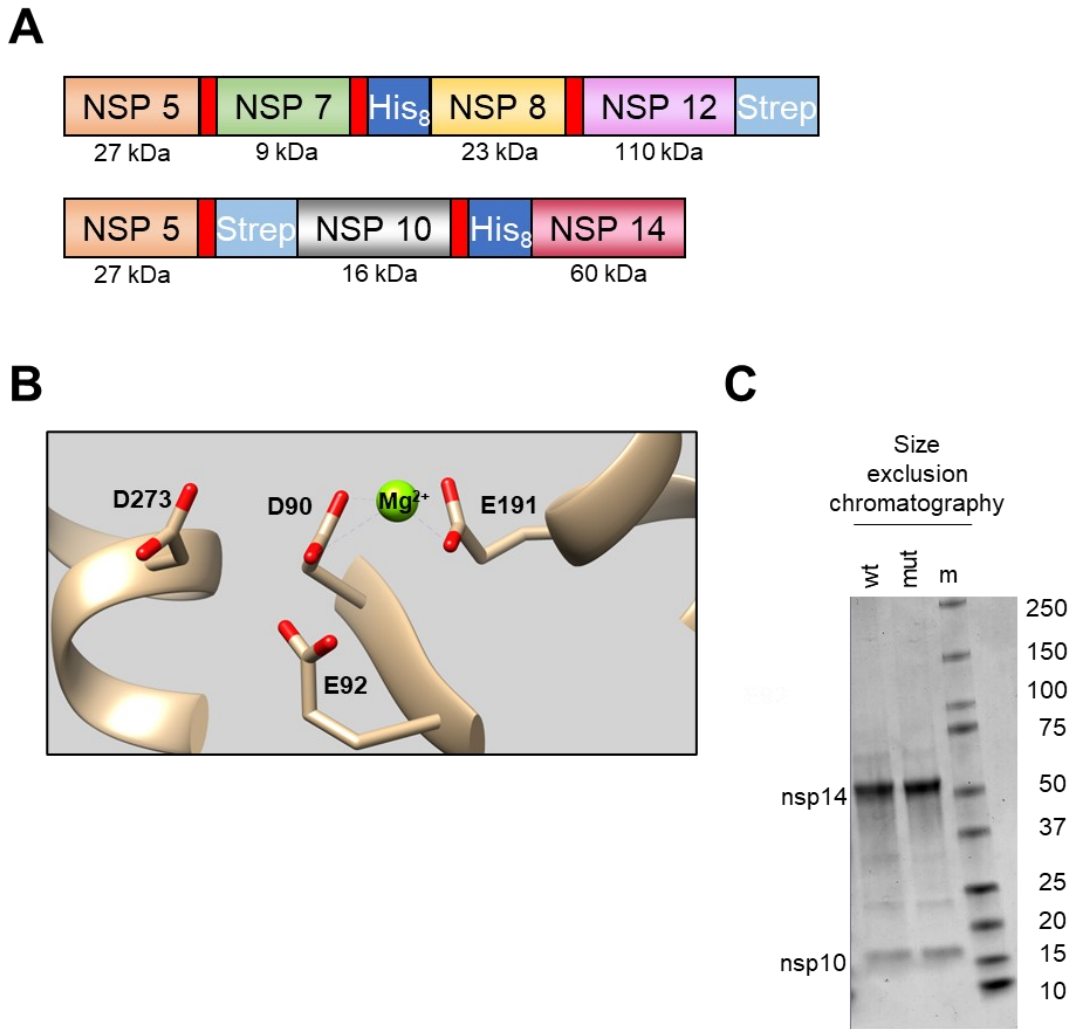 A
NSP 5 NSP 7 His8 NSP 8 NSP 12 Strep
27 kDa 9 kDa 23 kDa 110 kDa
NSP 5 Strep NSP 10 His8 NSP 14
27 kDa 16 kDa 60 kDa
B
D273 D90 Mg2+ E191
E92
C
Size
exclusion
chromatography
wt mut m
250
150
100
75
nsp14 50
37
25
20
nsp10 15
10